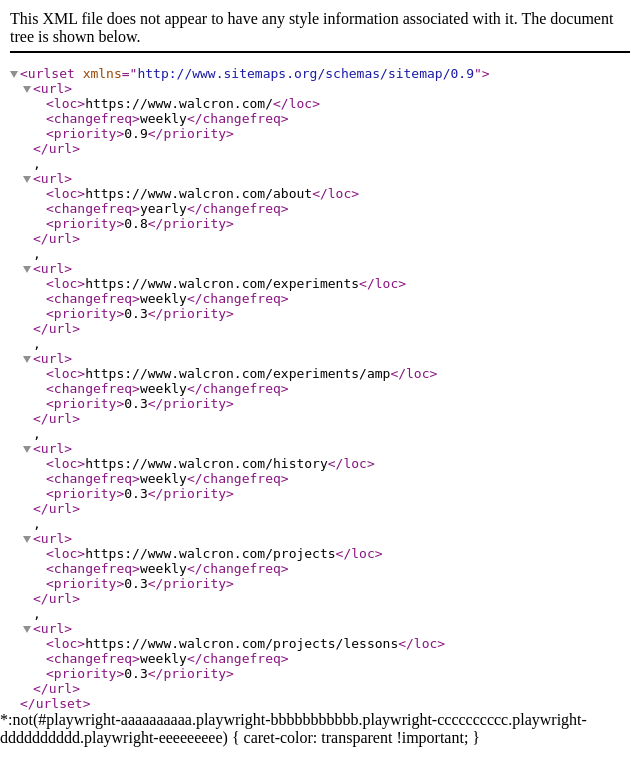 This XML file does not appear to have any style information associated with it. The document
tree is shown below.
<urlset xmlns="http://www.sitemaps.org/schemas/sitemap/0.9">
<url>
<loc>https://www.walcron.com/</loc>
<changefreq>weekly</changefreq>
<priority>0.9</priority>
</url>
,
<url>
<loc>https://www.walcron.com/about</loc>
<changefreq>yearly</changefreq>
<priority>0.8</priority>
</url>
,
<url>
<loc>https://www.walcron.com/experiments</loc>
<changefreq>weekly</changefreq>
<priority>0.3</priority>
</url>
,
<url>
<loc>https://www.walcron.com/experiments/amp</loc>
<changefreq>weekly</changefreq>
<priority>0.3</priority>
</url>
,
<url>
<loc>https://www.walcron.com/history</loc>
<changefreq>weekly</changefreq>
<priority>0.3</priority>
</url>
,
<url>
<loc>https://www.walcron.com/projects</loc>
<changefreq>weekly</changefreq>
<priority>0.3</priority>
</url>
,
<url>
<loc>https://www.walcron.com/projects/lessons</loc>
<changefreq>weekly</changefreq>
<priority>0.3</priority>
</url>
</urlset>
*:not(#playwright-aaaaaaaaaaa.playwright-bbbbbbbbbbb.playwright-cccccccccc.playwright-
dddddddddd.playwright-eeeeeeeee) { caret-color: transparent !important; }